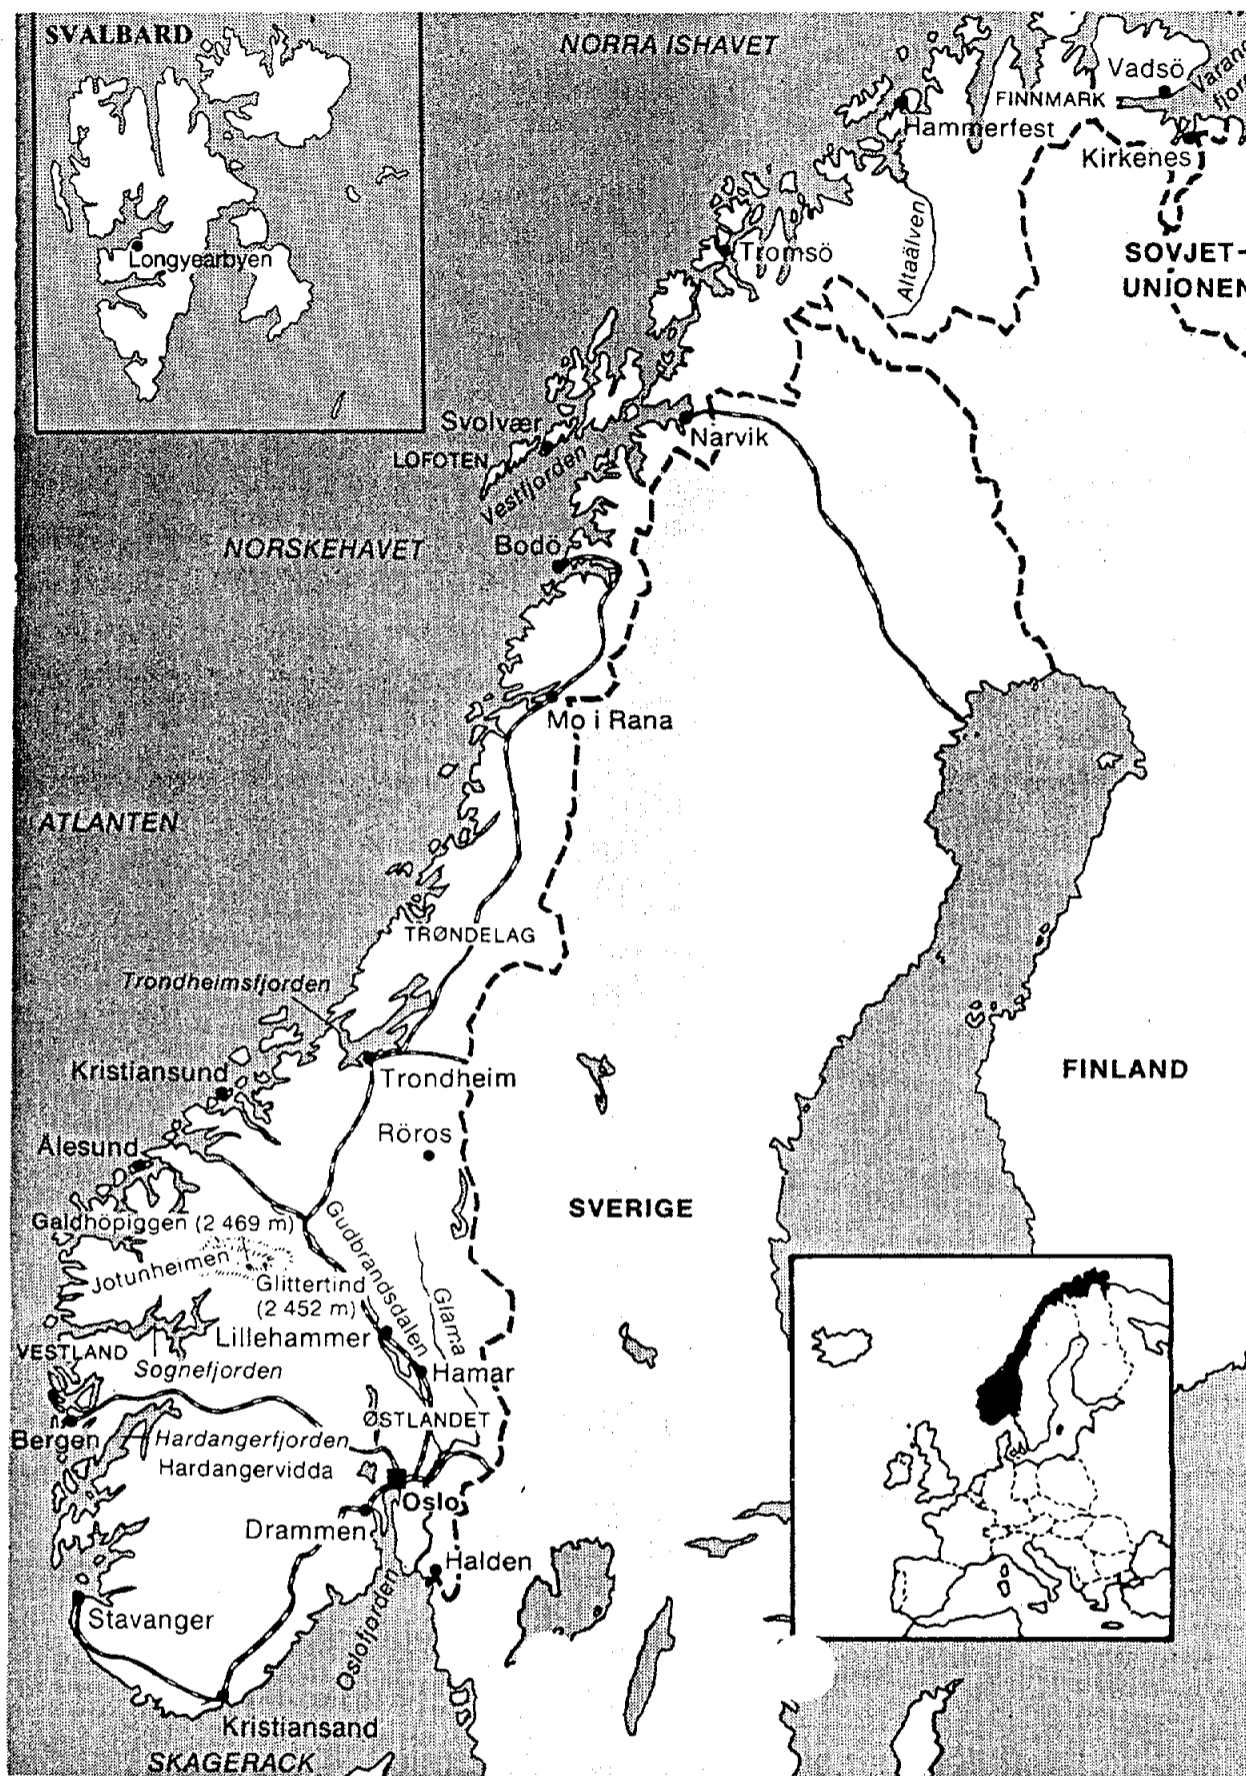 SVALBARD
Longyearbyen
NORRA ISHAVET
Vadsö
FINNMARK
Hammerfest
Kirkenes
Tromsö
Altaälven
SOVJET-
UNIONEN
Svolvær
LOFOTEN
Vestfjorden
Narvik
NORSKEHAVET
Bodö
Mo i Rana
ATLANTEN
TRØNDELAG
Trondheimsfjorden
Kristiansund
Trondheim
FINLAND
Röros
Ålesund
SVERIGE
Galdhöpiggen (2 469 m)
Gudbrandsdalen
Jotunheimen
Glittertind
(2 452 m)
Glama
Lillehammer
VESTLAND
Sognefjorden
Hamar
ØSTLANDET
Bergen
Hardangerfjorden
Hardangervidda
Oslo
Drammen
Halden
Stavanger
Oslofjorden
Kristiansand
SKAGERACK